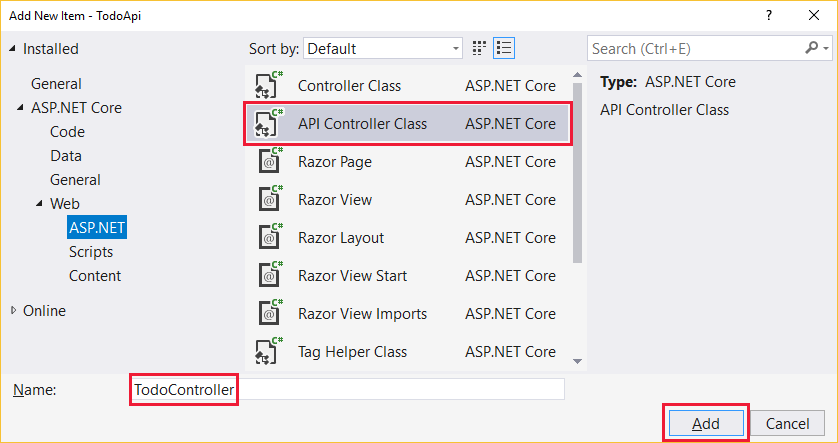 Add New Item - TodoApi
? ×
Installed
General
ASP.NET Core
Code
Data
General
Web
ASP.NET
Scripts
Content
Online
Sort by: Default
C# Controller Class ASP.NET Core
C# API Controller Class ASP.NET Core
C# @ Razor Page ASP.NET Core
C# @ Razor View ASP.NET Core
C# @ Razor Layout ASP.NET Core
C# @ Razor View Start ASP.NET Core
C# @ Razor View Imports ASP.NET Core
C# Tag Helper Class ASP.NET Core
Search (Ctrl+E)
Type: ASP.NET Core
API Controller Class
Name: TodoController
Add Cancel